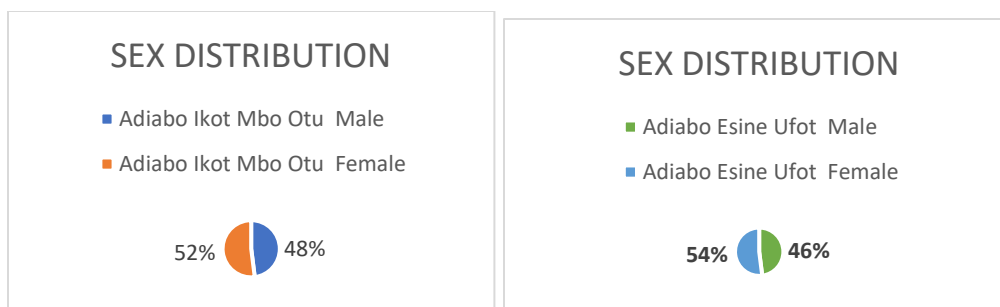 SEX DISTRIBUTION
Adiabo Ikot Mbo Otu Male
Adiabo Ikot Mbo Otu Female
52%
48%
SEX DISTRIBUTION
Adiabo Esine Ufot Male
Adiabo Esine Ufot Female
54%
46%